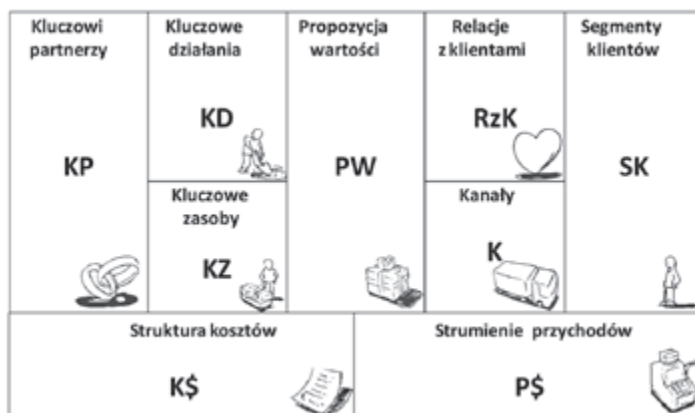 Kluczowi
partnerzy
KP
Kluczowe
działania
KD
Kluczowe
zasoby
KZ
Propozycja
wartości
PW
Relacje
z klientami
RzK
Kanały
K
Segmenty
klientów
SK
Struktura kosztów
K$
Strumienie przychodów
P$